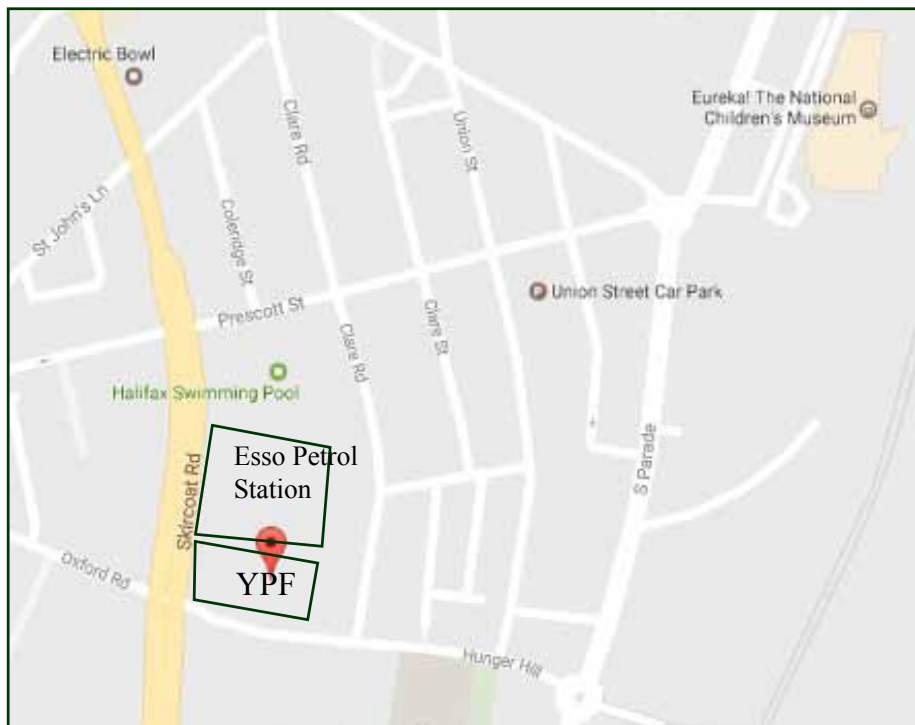 Electric Bowl
Eureka! The National
Children's Museum
Clare Rd
Union St
St John's Ln
Coleridge St
Union Street Car Park
Prescott St
Clare Rd
Clare St
Halifax Swimming Pool
Esso Petrol
Station
Skircoat Rd
S Parade
YPF
Oxford Rd
Hunger Hill
P